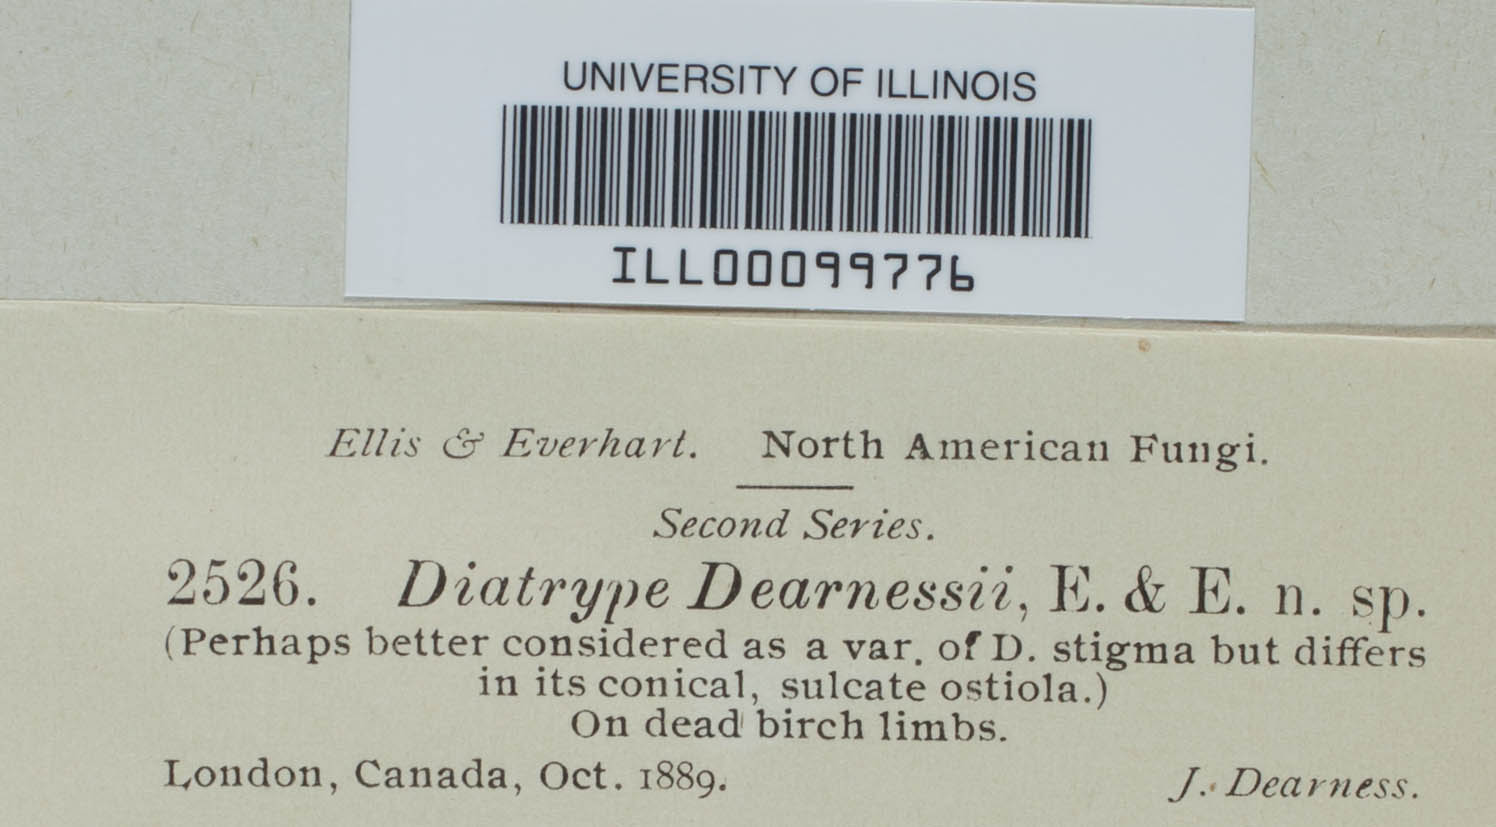 UNIVERSITY OF ILLINOIS
ILL00099776
Ellis & Everhart. North American Fungi.
Second Series.
2526. Diatrype Dearnessii, E. & E. n. sp.
(Perhaps better considered as a var. of D. stigma but differs
in its conical, sulcate ostiola.)
On dead birch limbs.
London, Canada, Oct. 1889.
J. Dearness.